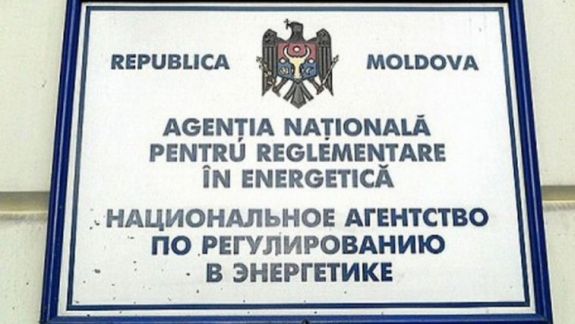 REPUBLICA MOLDOVA
AGENȚIA NAȚIONALĂ
PENTRU REGLEMENTARE
ÎN ENERGETICĂ
НАЦИОНАЛЬНОЕ АГЕНТСТВО
ПО РЕГУЛИРОВАНИЮ
В ЭНЕРГЕТИКЕ